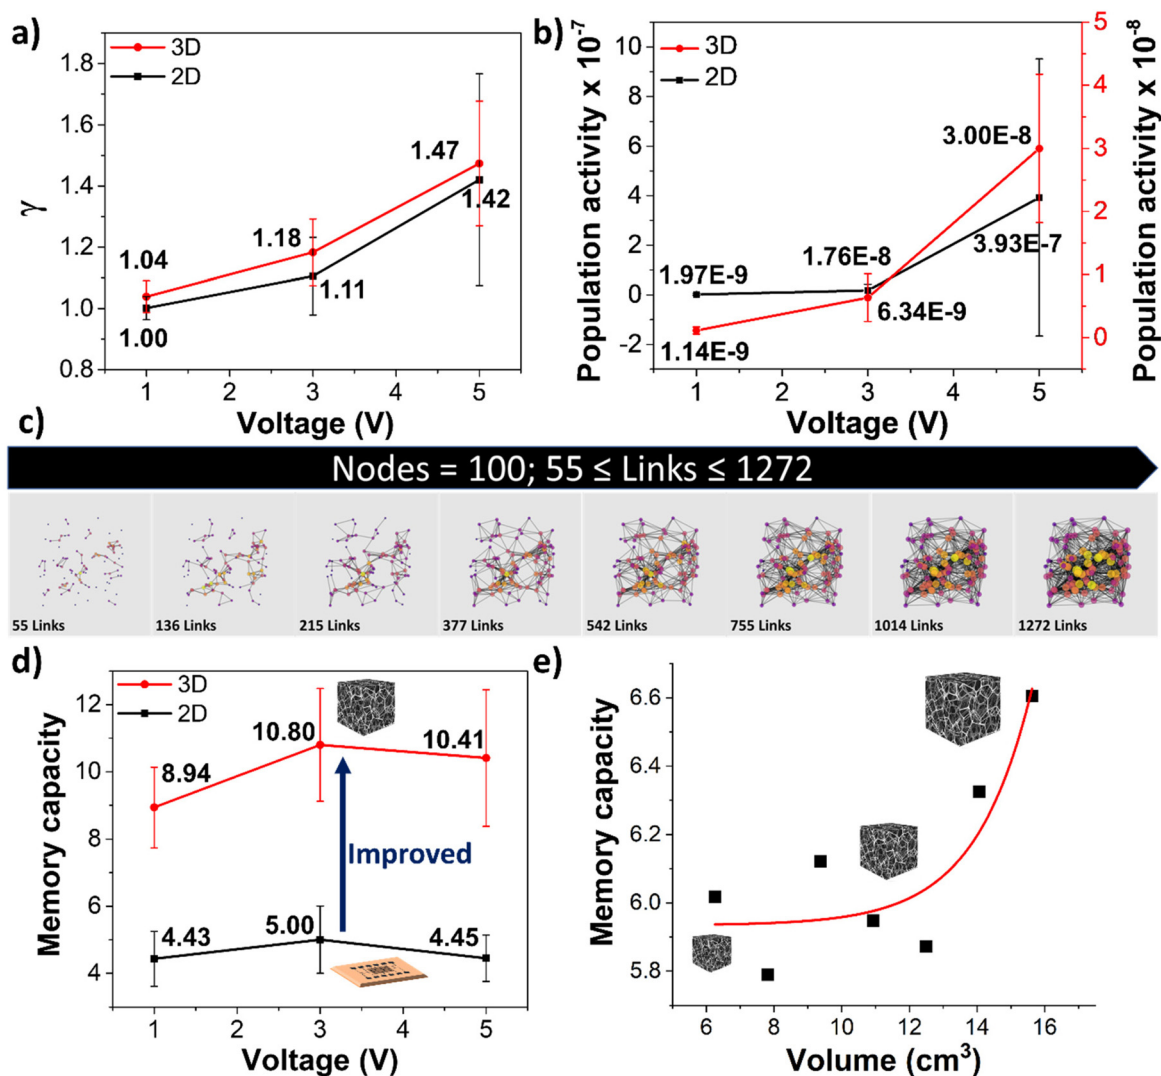 a)
3D
2D
1.8
1.6
1.4
1.2
1.0
0.8
γ
1.04
1.18
1.47
1.00
1.11
1.42
1 2 3 4 5
Voltage (V)
b)
Population activity x 10⁻⁷
3D
2D
10
8
6
4
2
0
-2
1.97E-9
1.76E-8
3.00E-8
3.93E-7
6.34E-9
1.14E-9
1 2 3 4 5
Voltage (V)
5
4
3
2
1
0
Population activity x 10⁻⁸
c)
Nodes = 100; 55 ≤ Links ≤ 1272
55 Links 136 Links 215 Links 377 Links 542 Links 755 Links 1014 Links 1272 Links
d)
3D
2D
Memory capacity
12
10
8
6
4
8.94
10.80
10.41
Improved
4.43
5.00
4.45
1 2 3 4 5
Voltage (V)
e)
Memory capacity
6.6
6.4
6.2
6.0
5.8
6 8 10 12 14 16
Volume (cm³)